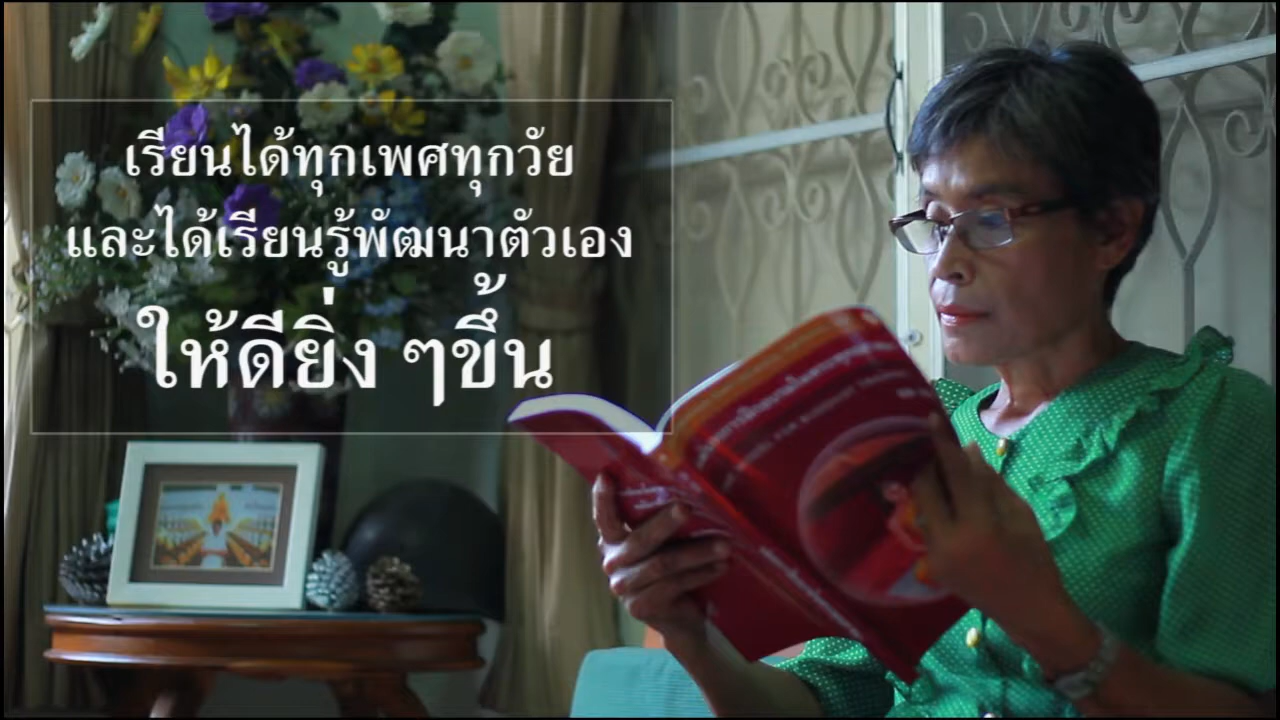 เรียนได้ทุกเพศทุกวัย
และได้เรียนรู้พัฒนาตัวเอง
ให้ดียิ่ง ๆขึ้น